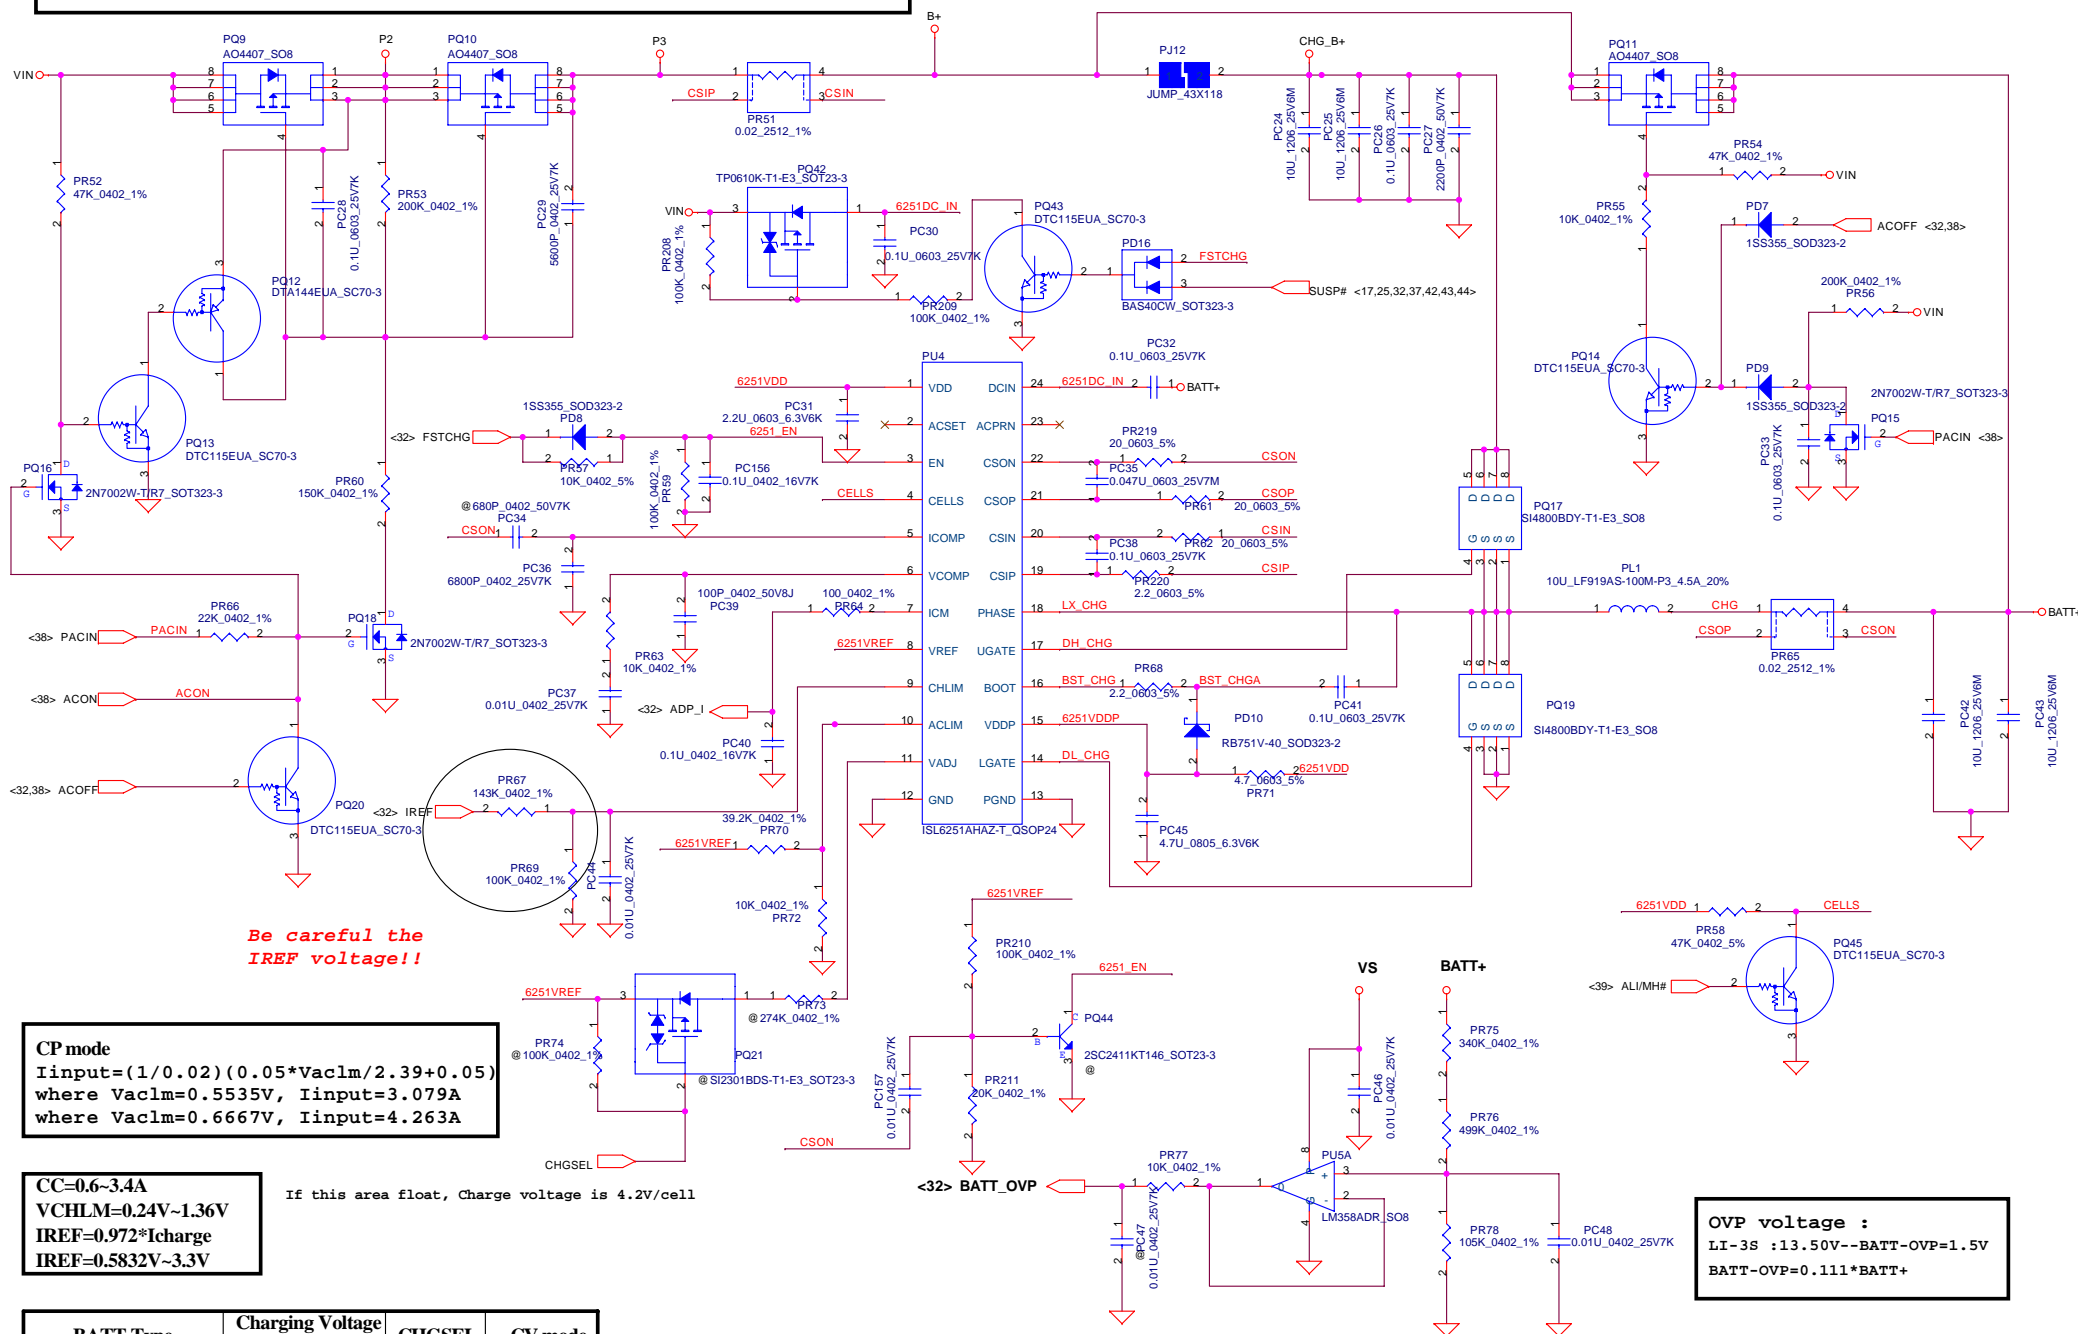 B+
PQ9
AO4407_SO8
P2
PQ10
AO4407_SO8
P3
VIN
PR51
0.02_2512_1%
CSIP
CSIN
PJ12
JUMP_43X118
CHG_B+
PC24
10U_1206_25V6M
PC25
10U_1206_25V6M
PC26
0.1U_0603_25V7K
PC27
2200P_0402_50V7K
PQ11
AO4407_SO8
PR54
47K_0402_1%
VIN
PR52
47K_0402_1%
PC28
0.1U_0603_25V7K
PR53
200K_0402_1%
PC29
5600P_0402_25V7K
PQ42
TP0610K-T1-E3_SOT23-3
VIN
6251DC_IN
PR208
100K_0402_1%
PC30
0.1U_0603_25V7K
PR209
100K_0402_1%
PQ43
DTC115EUA_SC70-3
PD16
BAS40CW_SOT323-3
FSTCHG
SUSP# <17,25,32,37,42,43,44>
PR55
10K_0402_1%
PD7
1SS355_SOD323-2
ACOFF <32,38>
200K_0402_1%
PR56
VIN
PQ12
DTA144EUA_SC70-3
PQ13
DTC115EUA_SC70-3
PQ16
2N7002W-T/R7_SOT323-3
PR60
150K_0402_1%
PQ14
DTC115EUA_SC70-3
PD9
1SS355_SOD323-2
2N7002W-T/R7_SOT323-3
PQ15
PACIN <38>
PC33
0.1U_0603_25V7K
PU4
VDD
ACSET
EN
CELLS
ICOMP
VCOMP
ICM
VREF
CHLIM
ACLIM
VADJ
GND
DCIN
ACPRN
CSON
CSOP
CSIN
CSIP
PHASE
UGATE
BOOT
VDDP
LGATE
PGND
ISL6251AHAZ-T_QSOP24
6251VDD
PC31
2.2U_0603_6.3V6K
1SS355_SOD323-2
PD8
<32> FSTCHG
6251_EN
PR57
10K_0402_5%
PR59
100K_0402_1%
PC156
0.1U_0402_16V7K
CELLS
@680P_0402_50V7K
PC34
CSON
PC36
6800P_0402_25V7K
100P_0402_50V8J
PC39
100_0402_1%
PR64
6251VREF
PR63
10K_0402_1%
PC37
0.01U_0402_25V7K
<32> ADP_I
PC40
0.1U_0402_16V7K
PC32
0.1U_0603_25V7K
6251DC_IN
BATT+
PR219
20_0603_5%
CSON
PC35
0.047U_0603_25V7M
CSOP
PR61
20_0603_5%
CSIN
PC38
0.1U_0603_25V7K
PR62
20_0603_5%
CSIP
PR220
2.2_0603_5%
LX_CHG
DH_CHG
PR68
2.2_0603_5%
BST_CHG
BST_CHGA
PC41
0.1U_0603_25V7K
6251VDDP
PD10
RB751V-40_SOD323-2
DL_CHG
4.7_0603_5%
PR71
6251VDD
PC45
4.7U_0805_6.3V6K
PQ17
SI4800BDY-T1-E3_SO8
PQ19
SI4800BDY-T1-E3_SO8
PL1
10U_LF919AS-100M-P3_4.5A_20%
CHG
CSOP
CSON
PR65
0.02_2512_1%
BATT+
PC42
10U_1206_25V6M
PC43
10U_1206_25V6M
PR66
22K_0402_1%
<38> PACIN
PACIN
PQ18
2N7002W-T/R7_SOT323-3
<38> ACON
ACON
<32,38> ACOFF
PQ20
DTC115EUA_SC70-3
PR67
143K_0402_1%
<32> IREF
PR69
100K_0402_1%
PC44
0.01U_0402_25V7K
39.2K_0402_1%
PR70
6251VREF
10K_0402_1%
PR72
Be careful the
IREF voltage!!
6251VREF
PR73
@274K_0402_1%
PR74
@100K_0402_1%
PQ21
@SI2301BDS-T1-E3_SOT23-3
CHGSEL
If this area float, Charge voltage is 4.2V/cell
6251VREF
PR210
100K_0402_1%
6251_EN
PQ44
2SC2411KT146_SOT23-3
@
PC157
0.01U_0402_25V7K
PR211
20K_0402_1%
CSON
VS
PC46
0.01U_0402_25V7K
BATT+
PR75
340K_0402_1%
PR76
499K_0402_1%
PR78
105K_0402_1%
PC48
0.01U_0402_25V7K
PU5A
LM358ADR_SO8
PR77
10K_0402_1%
<32> BATT_OVP
@PC47
0.01U_0402_25V7K
6251VDD
PR58
47K_0402_5%
CELLS
PQ45
DTC115EUA_SC70-3
<39> ALI/MH#
CP mode
Iinput=(1/0.02)(0.05*Vaclm/2.39+0.05)
where Vaclm=0.5535V, Iinput=3.079A
where Vaclm=0.6667V, Iinput=4.263A
CC=0.6~3.4A
VCHLM=0.24V~1.36V
IREF=0.972*Icharge
IREF=0.5832V~3.3V
OVP voltage :
LI-3S :13.50V--BATT-OVP=1.5V
BATT-OVP=0.111*BATT+
BATT Type
Charging Voltage
CHGSEL
CV mode